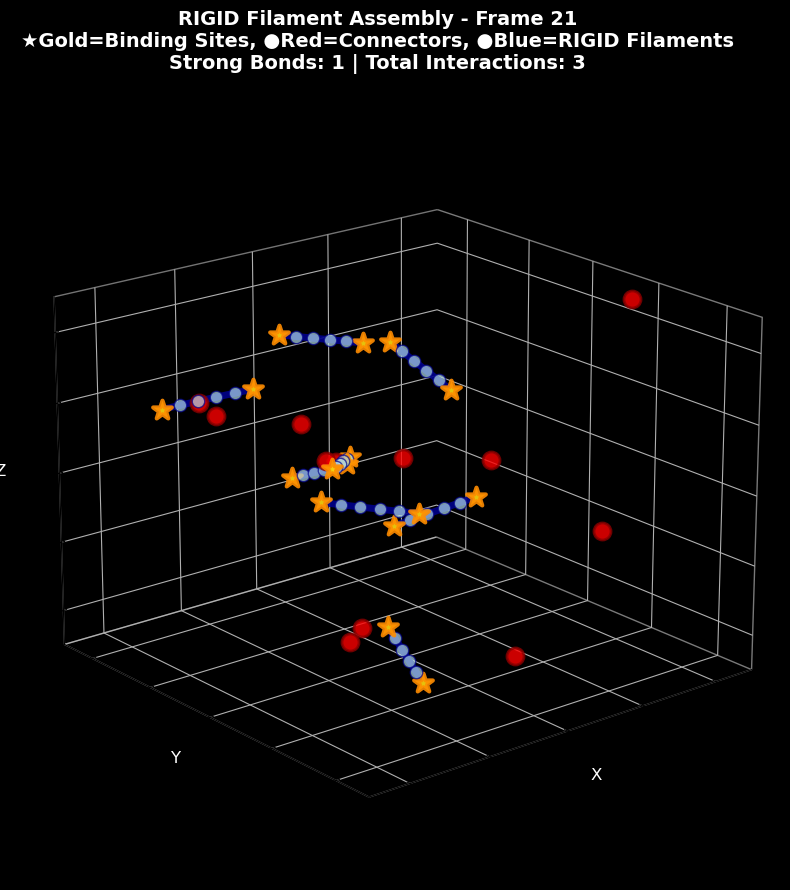 RIGID Filament Assembly - Frame 21
★Gold=Binding Sites, ●Red=Connectors, ●Blue=RIGID Filaments
Strong Bonds: 1 | Total Interactions: 3
Z
Y
X